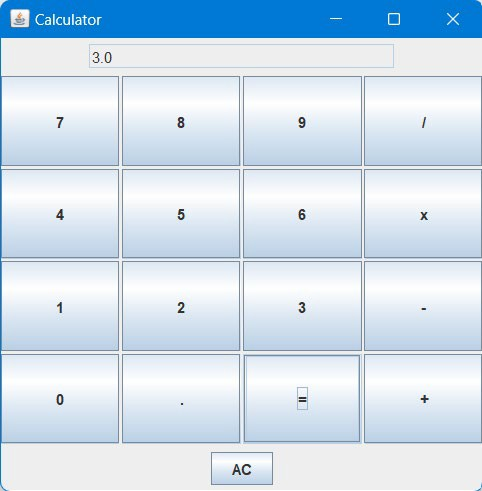 Calculator
3.0
7 8 9 /
4 5 6 x
1 2 3 -
0 . = +
AC